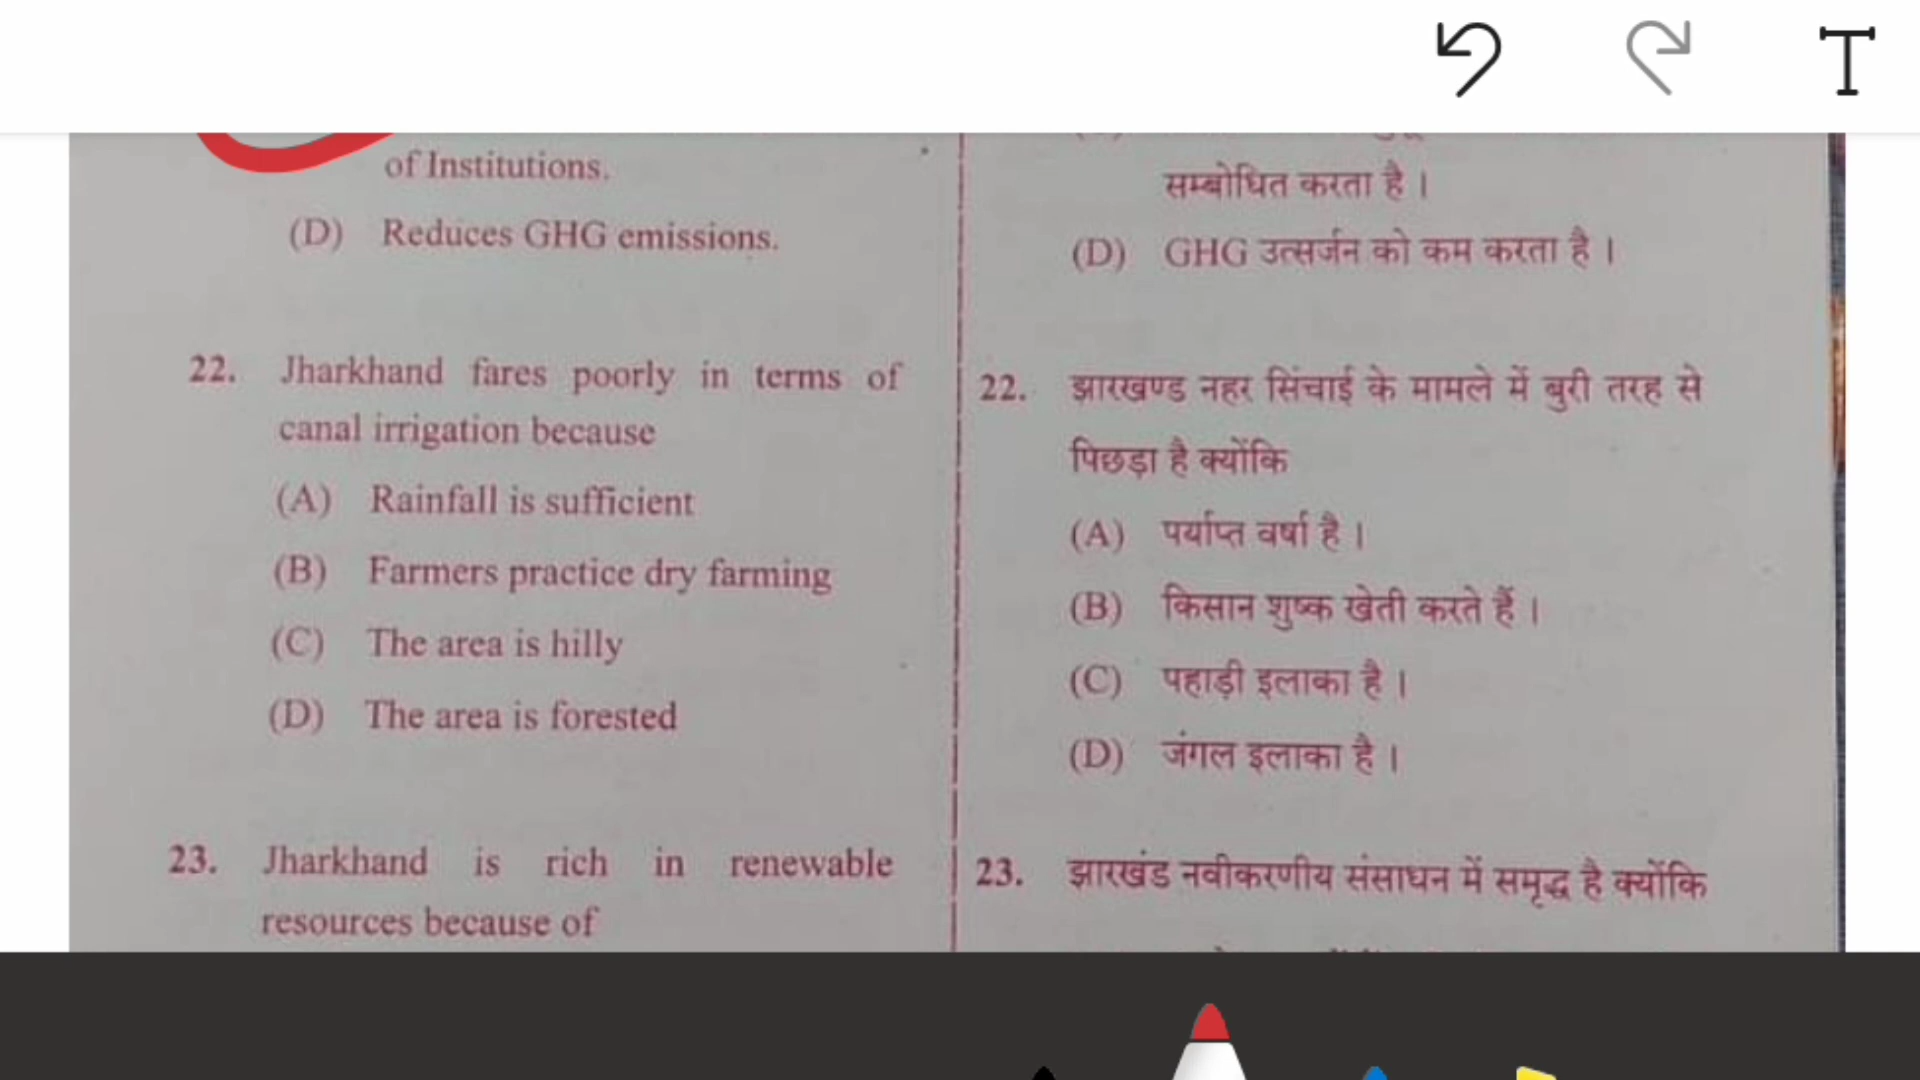 of Institutions.
(D) Reduces GHG emissions.
22. Jharkhand fares poorly in terms of
canal irrigation because
(A) Rainfall is sufficient
(B) Farmers practice dry farming
(C) The area is hilly
(D) The area is forested
23. Jharkhand is rich in renewable
resources because of
सम्बोधित करता है ।
(D) GHG उत्सर्जन को कम करता है ।
22. झारखण्ड नहर सिंचाई के मामले में बुरी तरह से
पिछड़ा है क्योंकि
(A) पर्याप्त वर्षा है ।
(B) किसान शुष्क खेती करते हैं ।
(C) पहाड़ी इलाका है ।
(D) जंगल इलाका है ।
23. झारखंड नवीकरणीय संसाधन में समृद्ध है क्योंकि